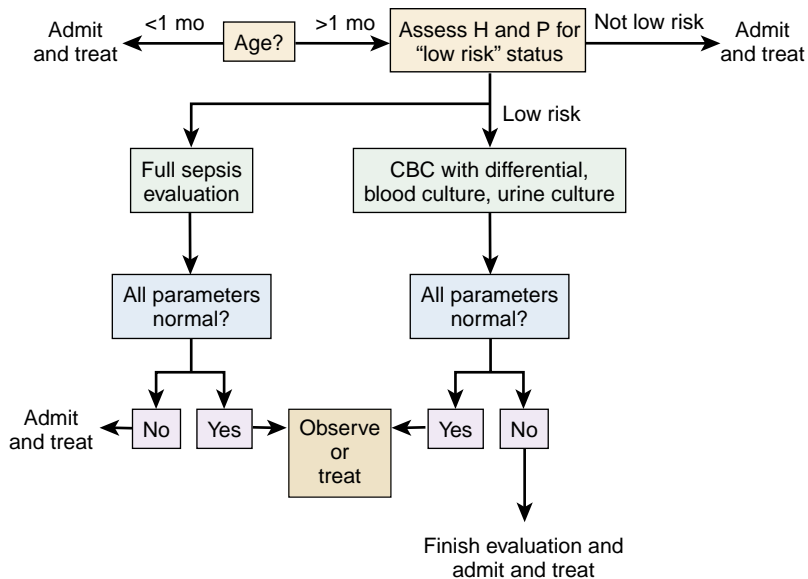 Admit
and treat
<1 mo
Age?
>1 mo
Assess H and P for
“low risk” status
Not low risk
Admit
and treat
Low risk
Full sepsis
evaluation
CBC with differential,
blood culture, urine culture
All parameters
normal?
All parameters
normal?
Admit
and treat
No
Yes
Observe
or
treat
Yes
No
Finish evaluation and
admit and treat